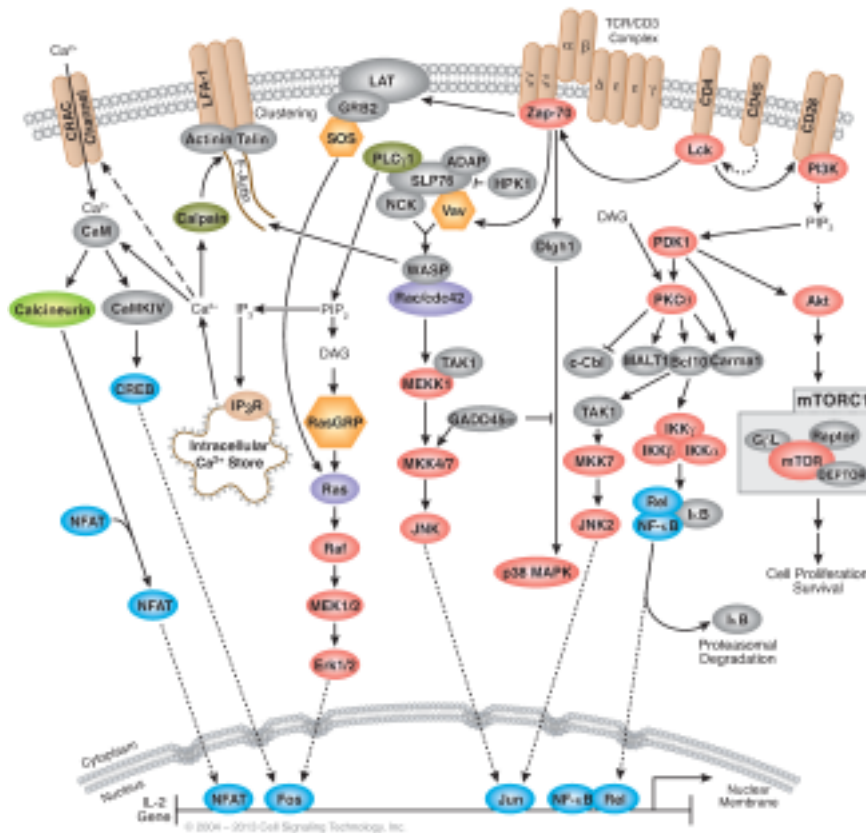 TCR/CD3
Complex
Ca²⁺
CRAC
Channel
LFA-1
Clustering
Actinin
Talin
F-Actin
LAT
GRB2
SOS
PLCγ1
ADAP
SLP76
HPK1
NCK
Vav
α
β
δ
ε
ε
γ
Zap-70
CD4
CD45
CD28
Lck
PI3K
PIP₃
Ca²⁺
CaM
Calpain
WASP
Rac/cdc42
Dlgh1
DAG
PDK1
Calcineurin
CaMKIV
Ca²⁺
IP₃
PIP₂
DAG
PKCθ
Akt
CREB
IP₃R
Intracellular
Ca²⁺ Store
RasGRP
TAK1
MEKK1
GADD45α
c-Cbl
MALT1
Bcl10
Carma1
TAK1
mTORC1
GβL
Raptor
mTOR
DEPTOR
IKKγ
IKKβ
IKKα
MKK4/7
MKK7
Ras
NFAT
JNK
JNK2
Rel
NF-κB
IκB
Raf
p38 MAPK
Cell Proliferation
Survival
NFAT
MEK1/2
IκB
Proteasomal
Degradation
Erk1/2
Cytoplasm
Nucleus
IL-2
Gene
NFAT
Fos
Jun
NF-κB
Rel
Nuclear
Membrane
© 2004 – 2013 Cell Signaling Technology, Inc.